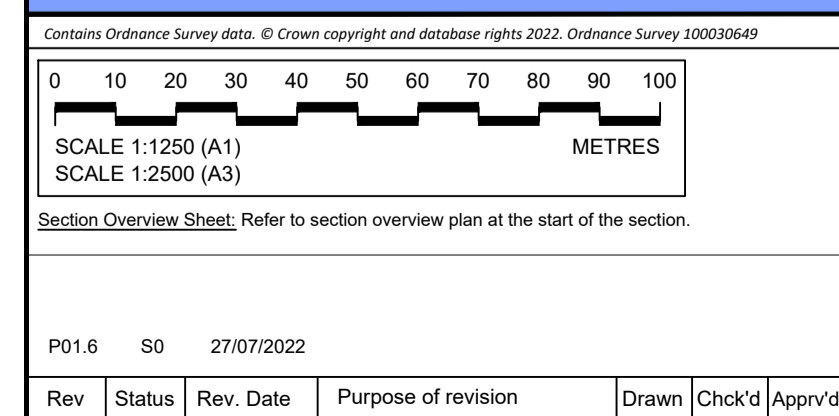 Contains Ordnance Survey data. © Crown copyright and database rights 2022. Ordnance Survey 100030649
0 10 20 30 40 50 60 70 80 90 100
SCALE 1:1250 (A1) METRES
SCALE 1:2500 (A3)
Section Overview Sheet: Refer to section overview plan at the start of the section.
P01.6 S0 27/07/2022
Rev Status Rev. Date Purpose of revision Drawn Chck'd Apprv'd